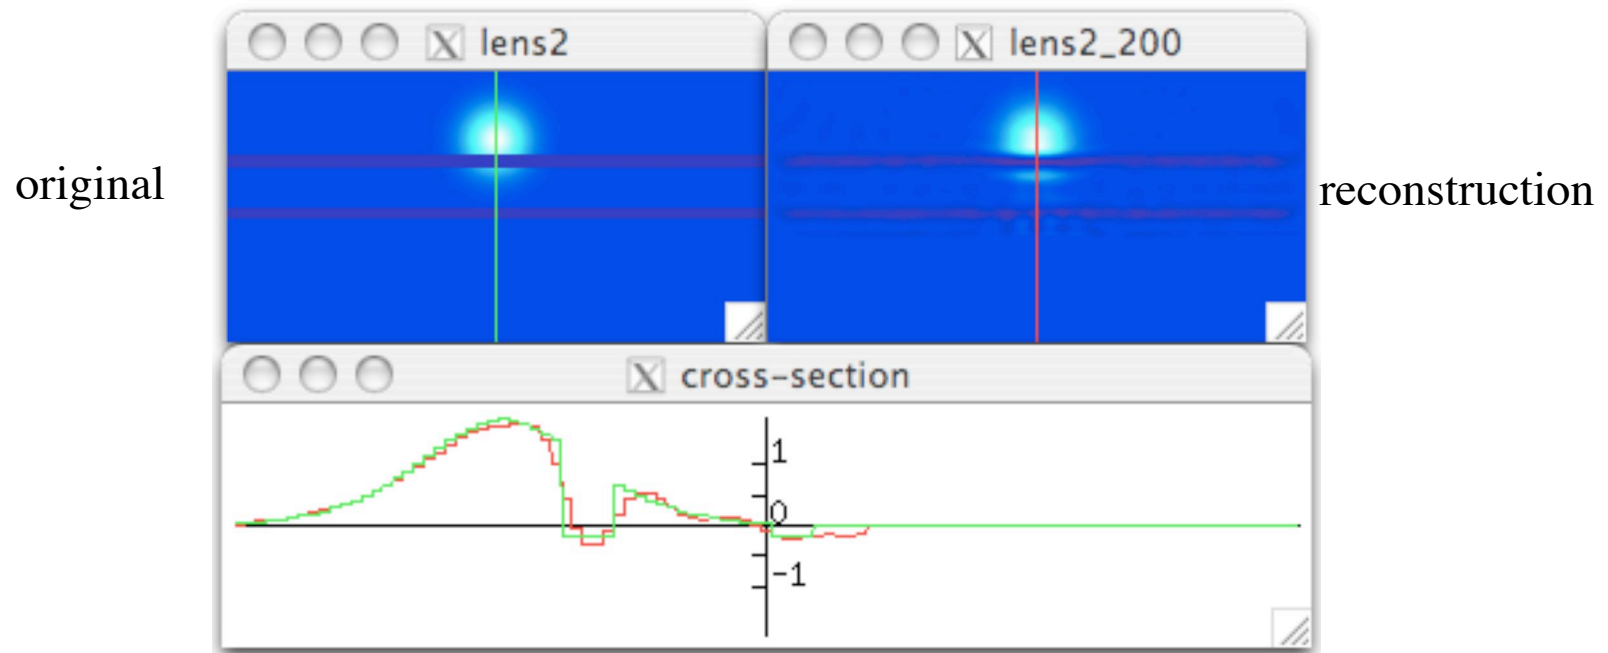 lens2
lens2_200
original
reconstruction
cross-section
1
0
-1